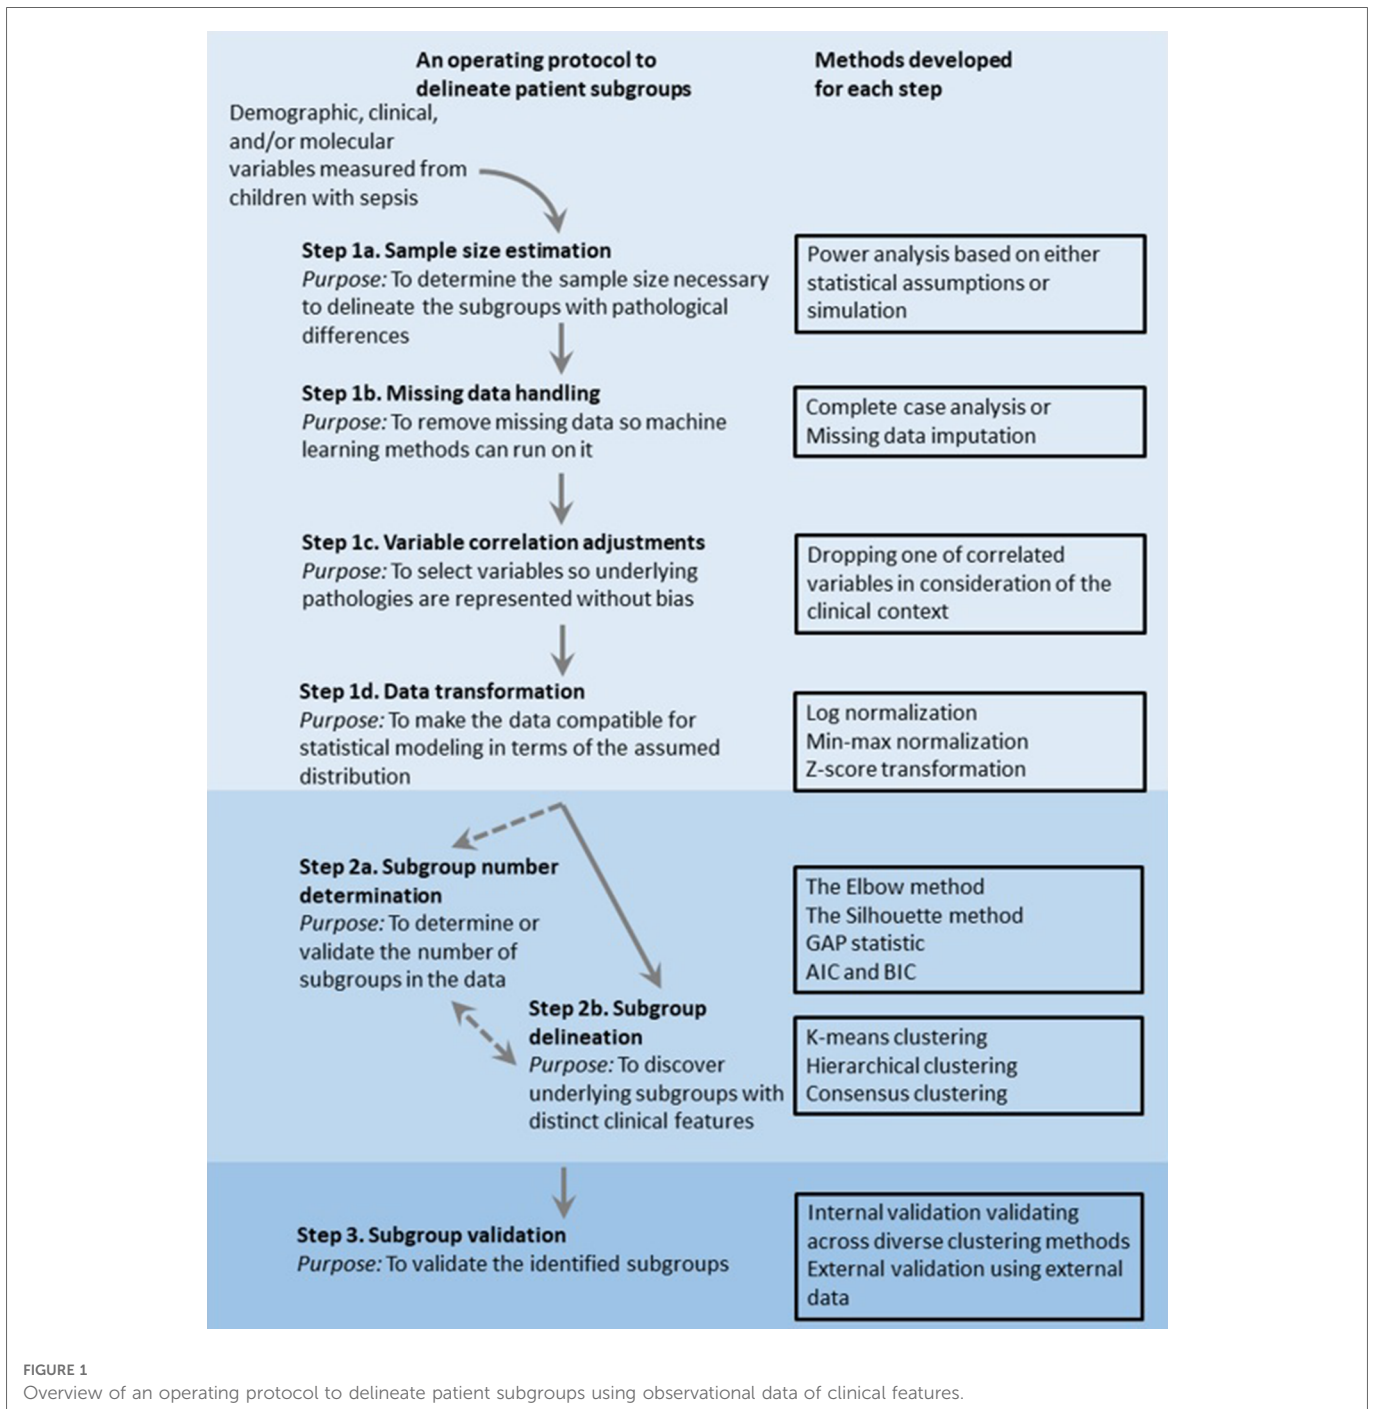 An operating protocol to
delineate patient subgroups
Methods developed
for each step
Demographic, clinical,
and/or molecular
variables measured from
children with sepsis
Step 1a. Sample size estimation
Purpose: To determine the sample size necessary
to delineate the subgroups with pathological
differences
Power analysis based on either
statistical assumptions or
simulation
Step 1b. Missing data handling
Purpose: To remove missing data so machine
learning methods can run on it
Complete case analysis or
Missing data imputation
Step 1c. Variable correlation adjustments
Purpose: To select variables so underlying
pathologies are represented without bias
Dropping one of correlated
variables in consideration of the
clinical context
Step 1d. Data transformation
Purpose: To make the data compatible for
statistical modeling in terms of the assumed
distribution
Log normalization
Min-max normalization
Z-score transformation
Step 2a. Subgroup number
determination
Purpose: To determine or
validate the number of
subgroups in the data
The Elbow method
The Silhouette method
GAP statistic
AIC and BIC
Step 2b. Subgroup
delineation
Purpose: To discover
underlying subgroups with
distinct clinical features
K-means clustering
Hierarchical clustering
Consensus clustering
Step 3. Subgroup validation
Purpose: To validate the identified subgroups
Internal validation validating
across diverse clustering methods
External validation using external
data
FIGURE 1
Overview of an operating protocol to delineate patient subgroups using observational data of clinical features.